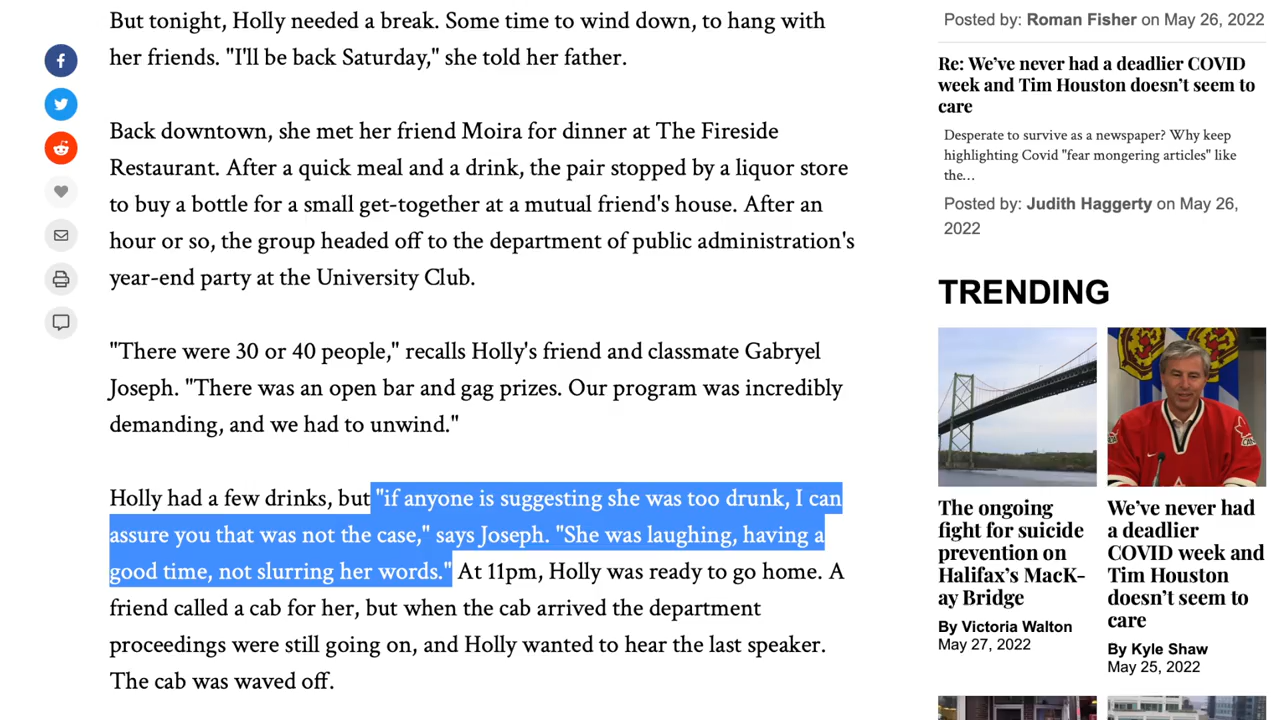 But tonight, Holly needed a break. Some time to wind down, to hang with
her friends. "I'll be back Saturday," she told her father.
Back downtown, she met her friend Moira for dinner at The Fireside
Restaurant. After a quick meal and a drink, the pair stopped by a liquor store
to buy a bottle for a small get-together at a mutual friend's house. After an
hour or so, the group headed off to the department of public administration's
year-end party at the University Club.
"There were 30 or 40 people," recalls Holly's friend and classmate Gabryel
Joseph. "There was an open bar and gag prizes. Our program was incredibly
demanding, and we had to unwind."
Holly had a few drinks, but "if anyone is suggesting she was too drunk, I can
assure you that was not the case," says Joseph. "She was laughing, having a
good time, not slurring her words." At 11pm, Holly was ready to go home. A
friend called a cab for her, but when the cab arrived the department
proceedings were still going on, and Holly wanted to hear the last speaker.
The cab was waved off.
Posted by: Roman Fisher on May 26, 2022
Re: We've never had a deadlier COVID
week and Tim Houston doesn't seem to
care
Desperate to survive as a newspaper? Why keep
highlighting Covid "fear mongering articles" like
the…
Posted by: Judith Haggerty on May 26,
2022
TRENDING
The ongoing
fight for suicide
prevention on
Halifax's MacK-
ay Bridge
By Victoria Walton
May 27, 2022
We've never had
a deadlier
COVID week and
Tim Houston
doesn't seem to
care
By Kyle Shaw
May 25, 2022